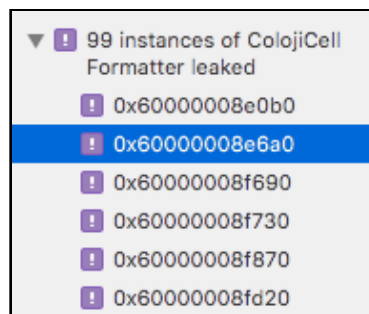 99 instances of ColojiCell
Formatter leaked
0x60000008e0b0
0x60000008e6a0
0x60000008f690
0x60000008f730
0x60000008f870
0x60000008fd20